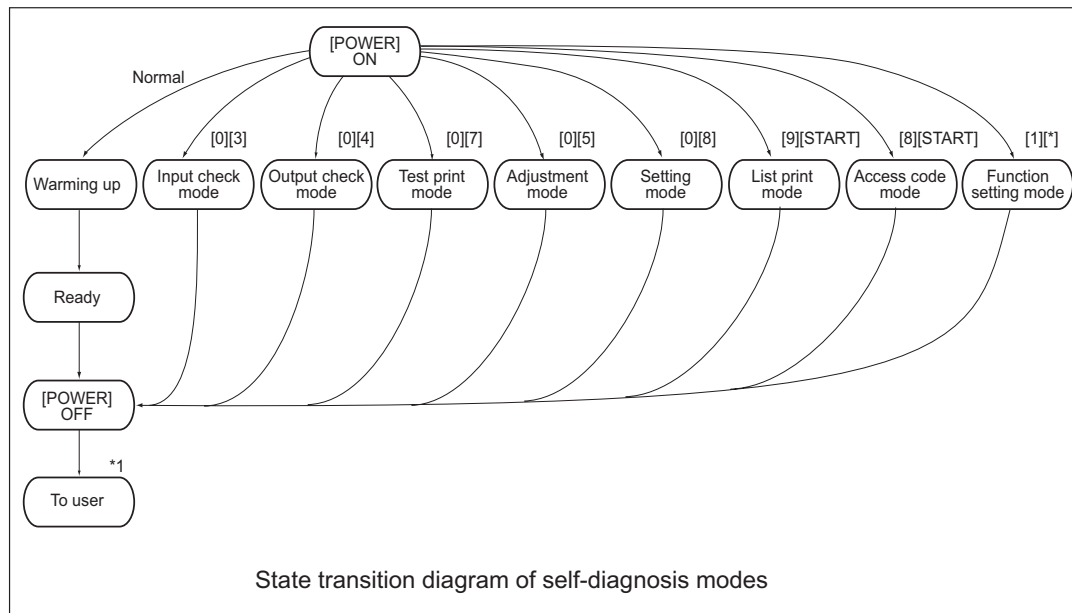 [POWER]
ON
Normal
[0][3]
[0][4]
[0][7]
[0][5]
[0][8]
[9][START]
[8][START]
[1][*]
Warming up
Input check
mode
Output check
mode
Test print
mode
Adjustment
mode
Setting
mode
List print
mode
Access code
mode
Function
setting mode
Ready
[POWER]
OFF
*1
To user
State transition diagram of self-diagnosis modes